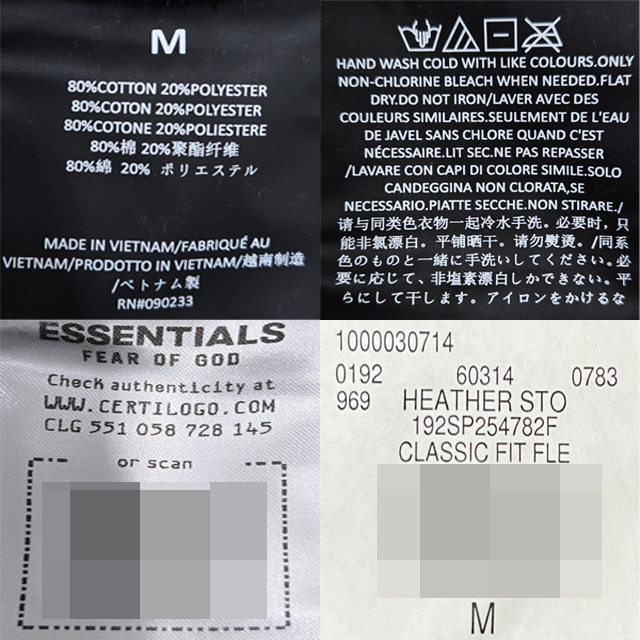 M
80%COTTON 20%POLYESTER
80%COTON 20%POLYESTER
80%COTONE 20%POLIESTERE
80%棉 20%聚酯纤维
80%綿 20% ポリエステル
MADE IN VIETNAM/FABRIQUÉ AU
VIETNAM/PRODOTTO IN VIETNAM/越南制造
/ベトナム製
RN#090233
HAND WASH COLD WITH LIKE COLOURS.ONLY
NON-CHLORINE BLEACH WHEN NEEDED.FLAT
DRY.DO NOT IRON/LAVER AVEC DES
COULEURS SIMILAIRES.SEULEMENT DE L'EAU
DE JAVEL SANS CHLORE QUAND C'EST
NÉCESSAIRE.LIT SEC.NE PAS REPASSER
/LAVARE CON CAPI DI COLORE SIMILE.SOLO
CANDEGGINA NON CLORATA,SE
NECESSARIO.PIATTE SECCHE.NON STIRARE./
请与同类色衣物一起冷水手洗。必要时，只
能非氯漂白。平铺晒干。请勿熨烫。/同系
色のものと一緒に手洗いしてください。必
要に応じて、非塩素漂白しかできない。平
らにして干します。アイロンをかけるな
ESSENTIALS
FEAR OF GOD
Check authenticity at
WWW.CERTILOGO.COM
CLG 551 058 728 145
or scan
1000030714
0192 60314 0783
969 HEATHER STO
192SP254782F
CLASSIC FIT FLE
M